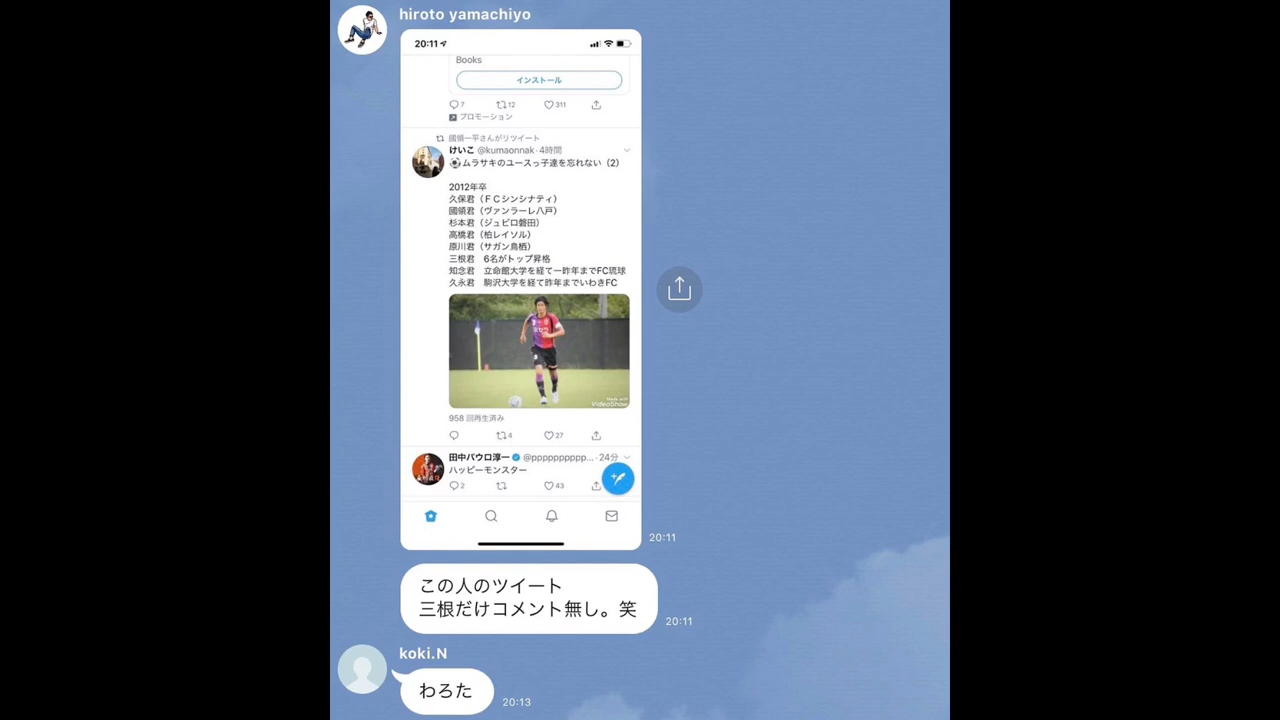 hiroto yamachiyo
20:11
Books
インストール
7 12 311
プロモーション
國領一平さんがリツイート
けいこ @kumaonnak・4時間
⚽ムラサキのユースっ子達を忘れない（2）
2012年卒
久保君（ＦＣシンシナティ）
國領君（ヴァンラーレ八戸）
杉本君（ジュビロ磐田）
高橋君（柏レイソル）
原川君（サガン鳥栖）
三根君　6名がトップ昇格
知念君　立命館大学を経て一昨年までFC琉球
久永君　駒沢大学を経て昨年までいわきFC
Made with
VideoShow
958 回再生済み
4 27
田中パウロ淳一 @pppppppppp...・24分
ハッピーモンスター
2 43
20:11
この人のツイート
三根だけコメント無し。笑
20:11
koki.N
わろた
20:13